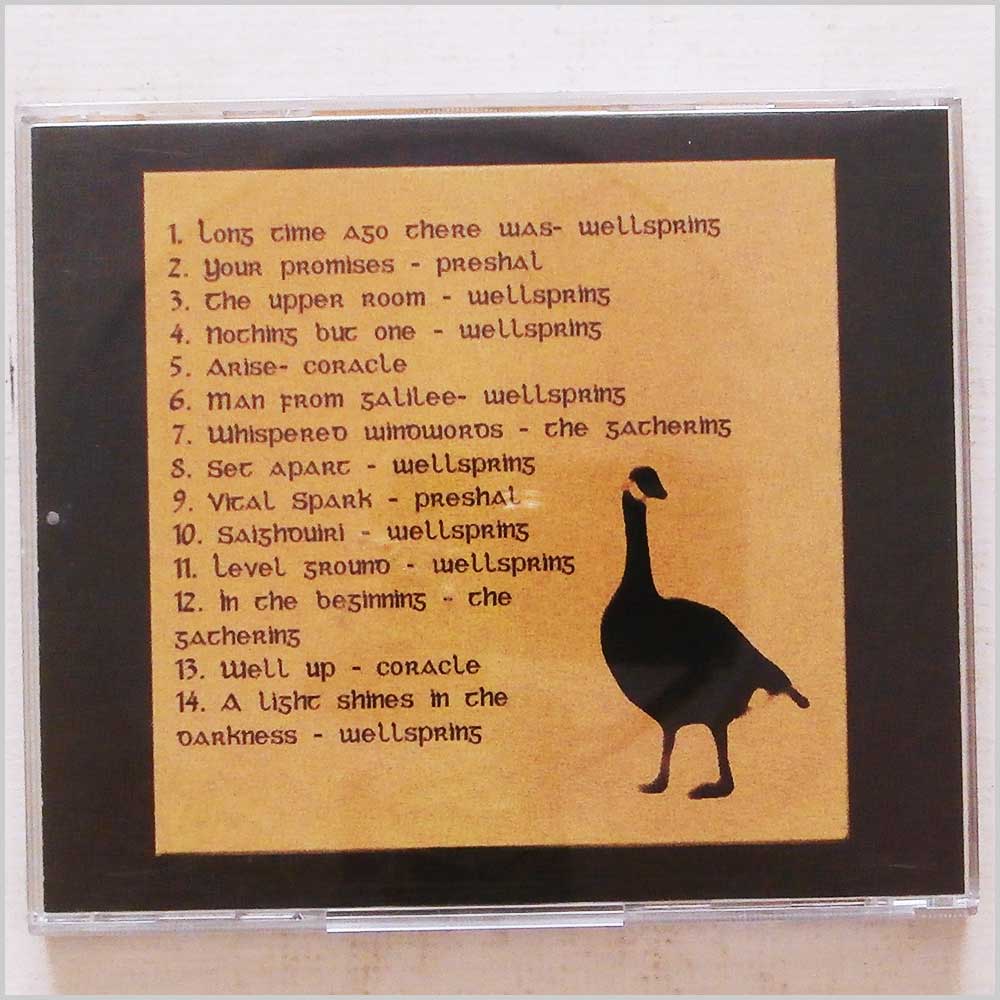 1. Long time ago there was- wellspring
2. Your promises - preshal
3. The upper room - wellspring
4. Nothing but one - wellspring
5. Arise- coracle
6. Man from galilee- wellspring
7. Whispered windwords - the gathering
8. Set apart - wellspring
9. Vital Spark - preshal
10. Saighduiri - wellspring
11. Level ground - wellspring
12. In the beginning - the
gathering
13. Well up - coracle
14. A light shines in the
darkness - wellspring